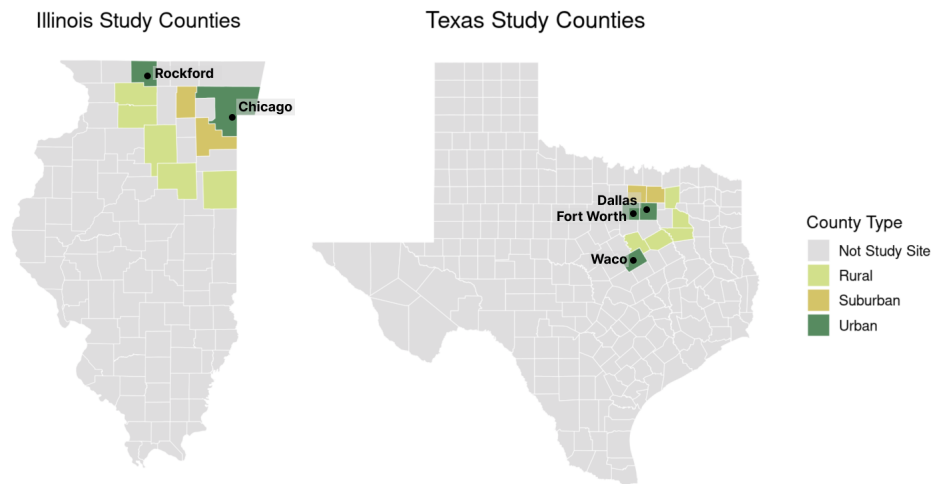 Illinois Study Counties
Texas Study Counties
Rockford
Chicago
Dallas
Fort Worth
Waco
County Type
Not Study Site
Rural
Suburban
Urban